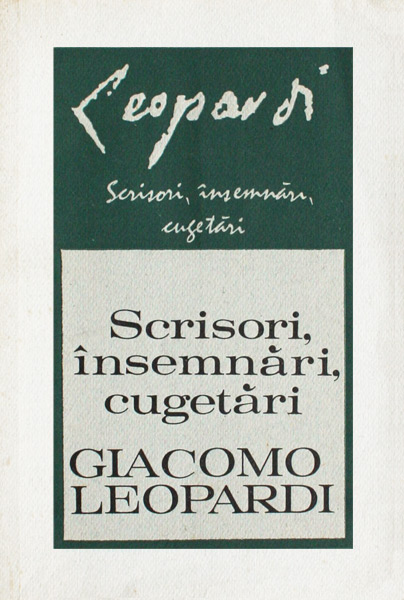 Leopardi
Scrisori, însemnări,
cugetări
Scrisori,
însemnări,
cugetări
GIACOMO
LEOPARDI